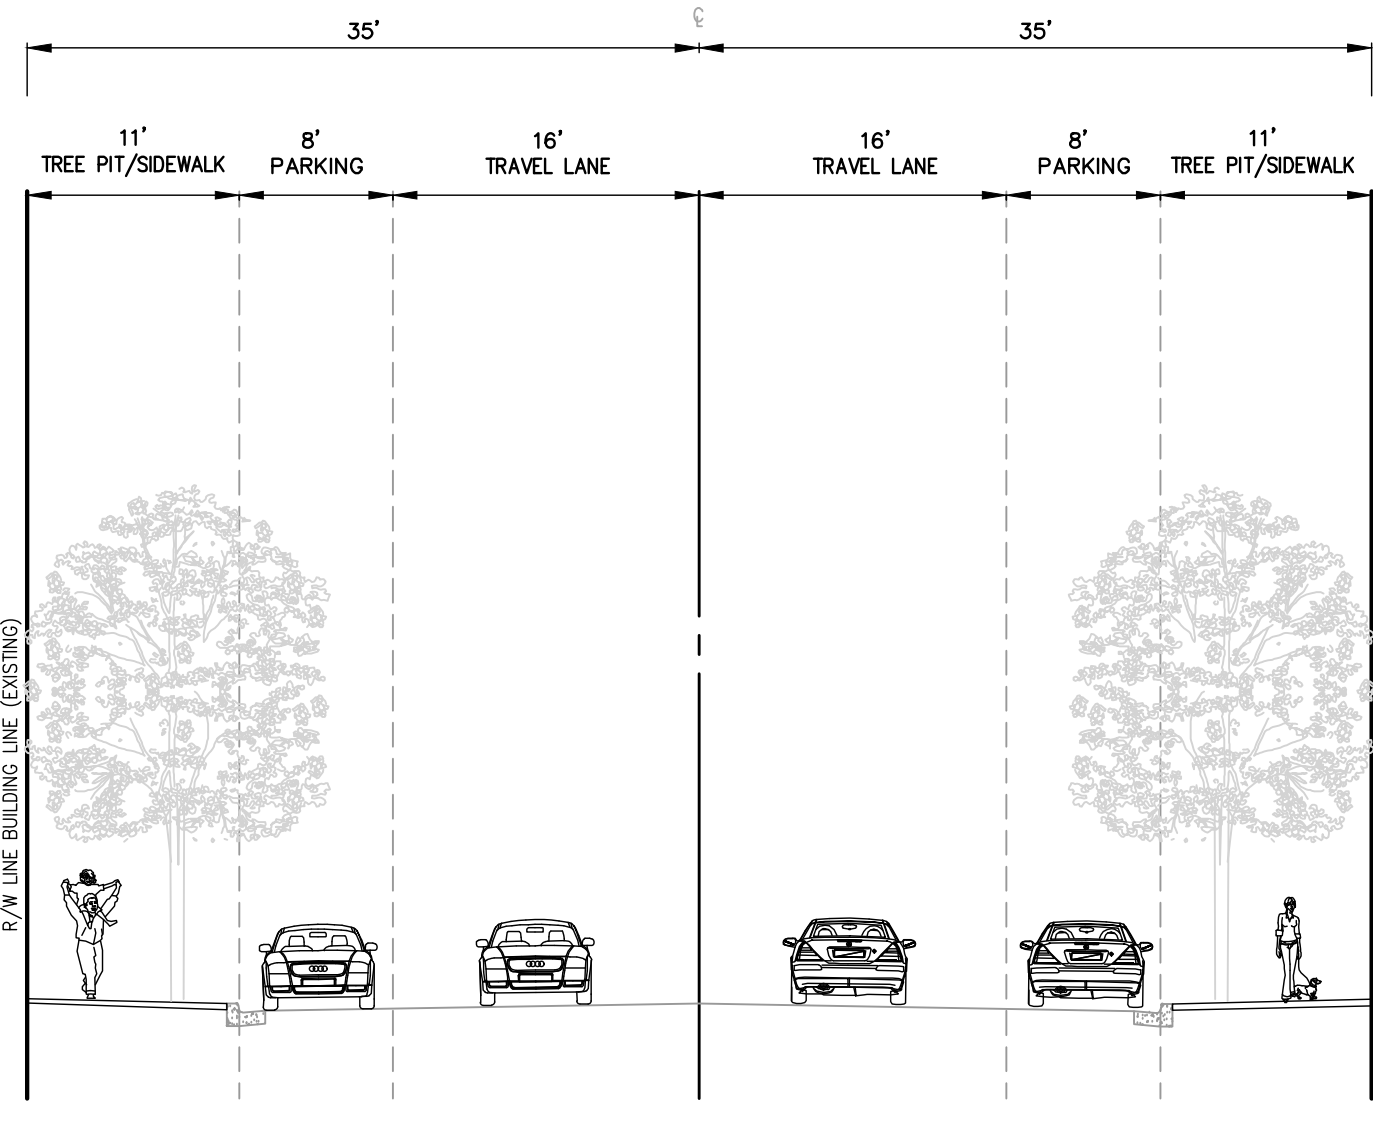 ℄
35' 35'
11' 8' 16' 16' 8' 11'
TREE PIT/SIDEWALK PARKING TRAVEL LANE TRAVEL LANE PARKING TREE PIT/SIDEWALK
R/W LINE BUILDING LINE (EXISTING)